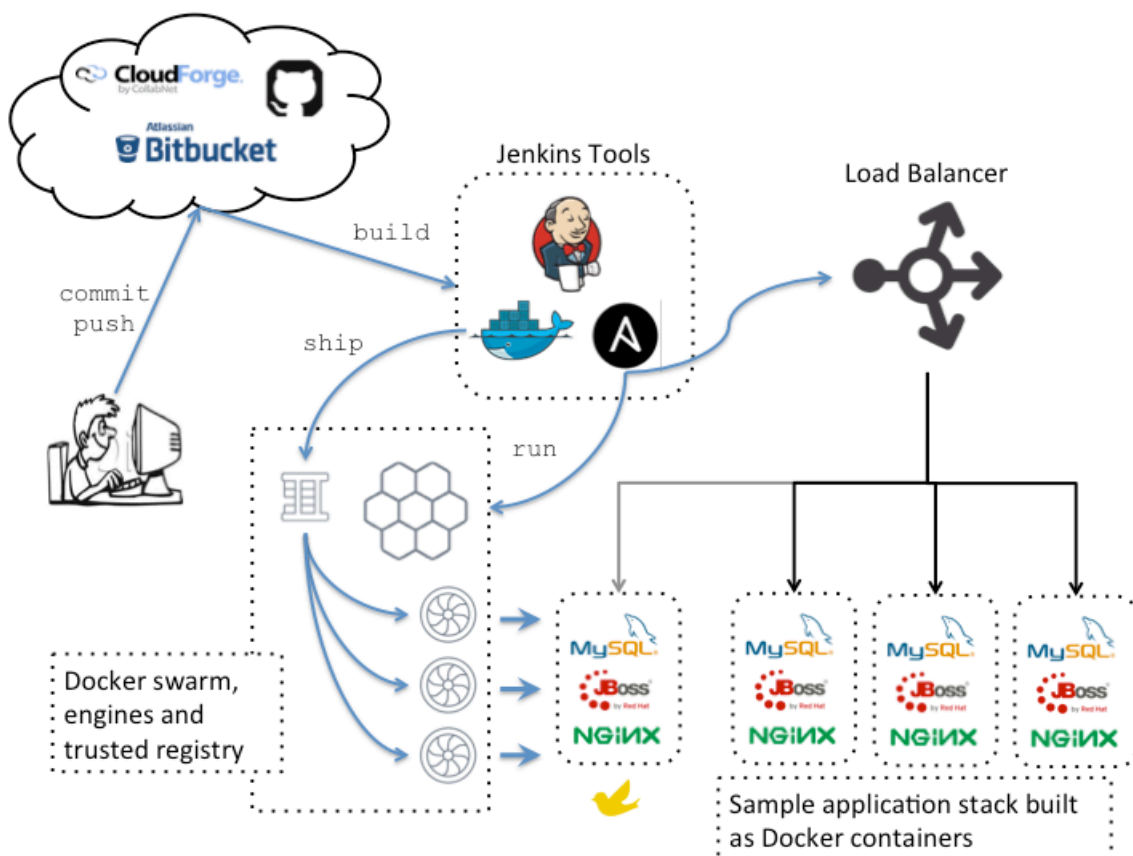 CloudForge.
by CollabNet
Atlassian
Bitbucket
Jenkins Tools
Load Balancer
build
commit
push
ship
run
MySQL®
JBoss®
by Red Hat
NGiNX
MySQL®
JBoss®
by Red Hat
NGiNX
MySQL®
JBoss®
by Red Hat
NGiNX
MySQL®
JBoss®
by Red Hat
NGiNX
Docker swarm,
engines and
trusted registry
Sample application stack built
as Docker containers